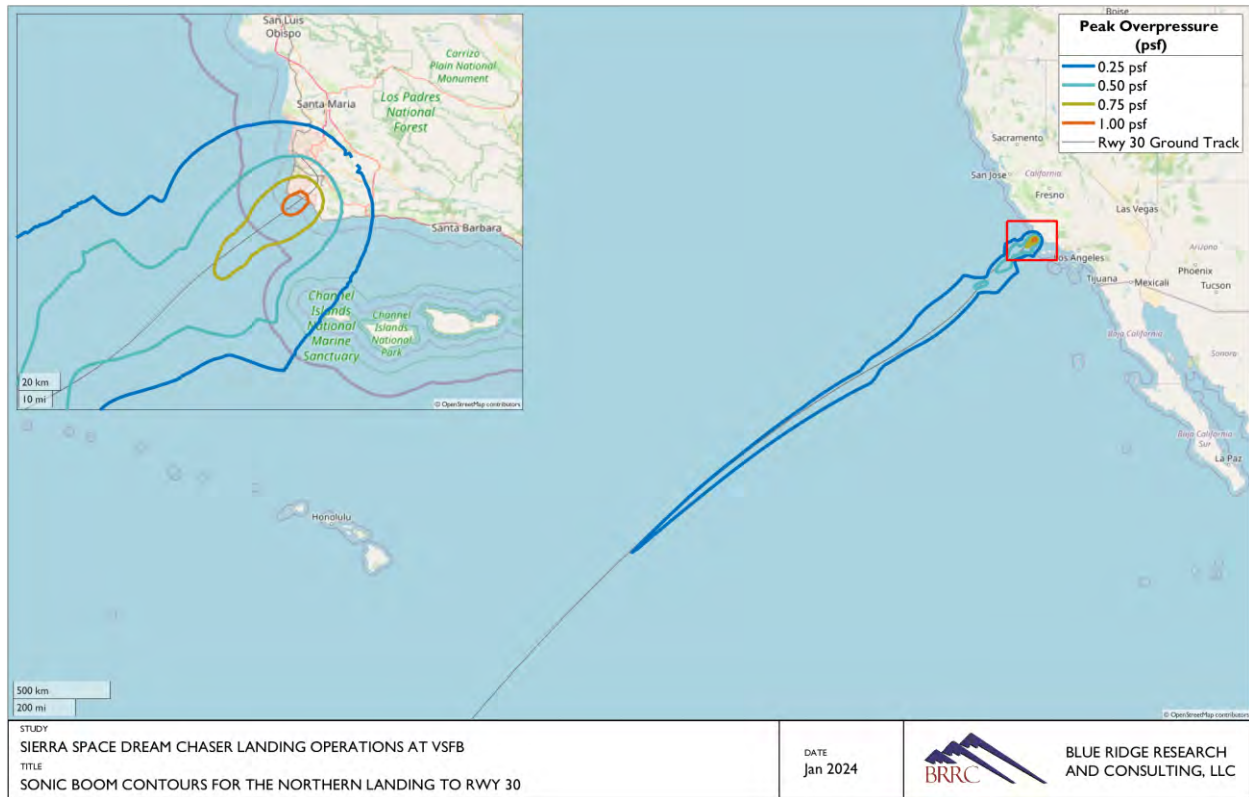 San Luis
Obispo
Carrizo
Plain National
Monument
Santa Maria
Los Padres
National
Forest
Santa Barbara
Channel
Islands
National
Marine
Sanctuary
Channel
Islands
National
Park
20 km
10 mi
© OpenStreetMap contributors
Boise
Peak Overpressure
(psf)
0.25 psf
0.50 psf
0.75 psf
1.00 psf
Rwy 30 Ground Track
Sacramento
San Jose
California
Fresno
Las Vegas
Los Angeles
Arizona
Phoenix
Tucson
Tijuana
Mexicali
Baja California
Sonora
Baja California
Sur
La Paz
Honolulu
500 km
200 mi
© OpenStreetMap contributors
STUDY
SIERRA SPACE DREAM CHASER LANDING OPERATIONS AT VSFB
TITLE
SONIC BOOM CONTOURS FOR THE NORTHERN LANDING TO RWY 30
DATE
Jan 2024
BRRC
BLUE RIDGE RESEARCH
AND CONSULTING, LLC